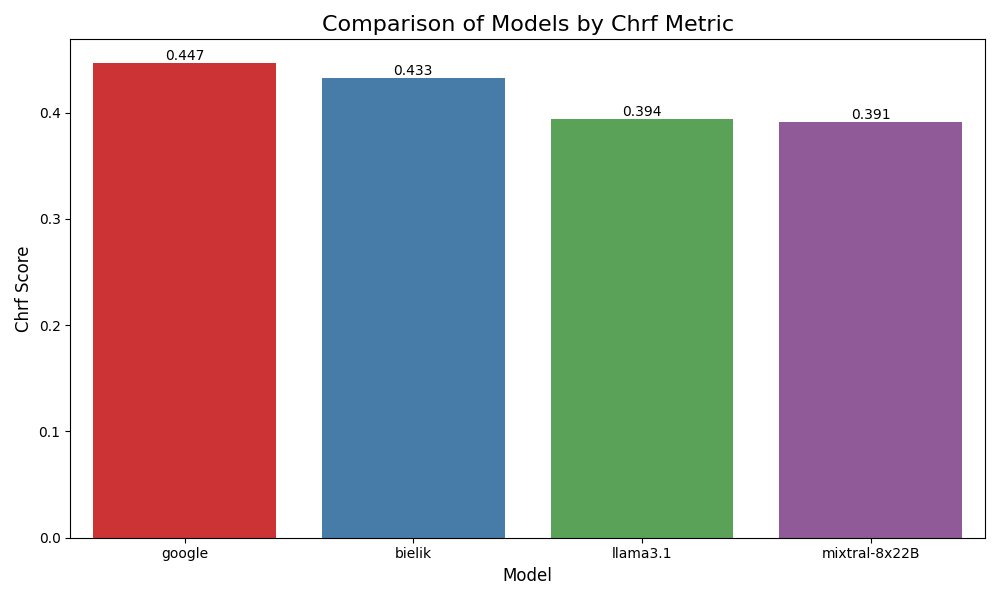 Comparison of Models by Chrf Metric
0.447
0.433
0.394
0.391
Chrf Score
0.4
0.3
0.2
0.1
0.0
google
bielik
llama3.1
mixtral-8x22B
Model